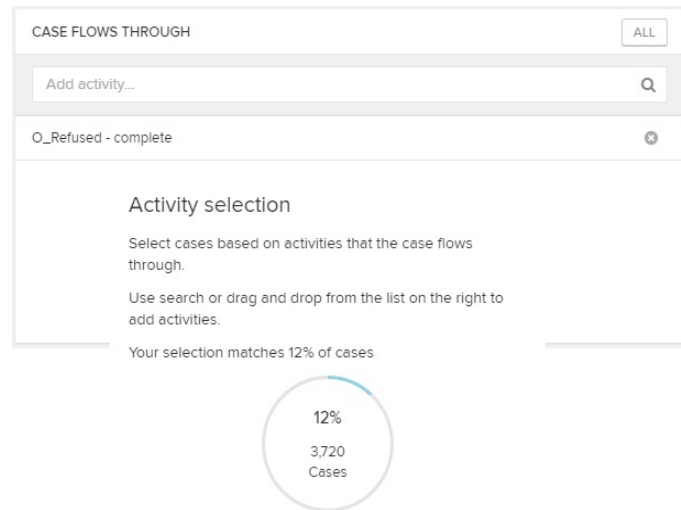 CASE FLOWS THROUGH
ALL
Add activity...
O_Refused - complete
Activity selection
Select cases based on activities that the case flows
through.
Use search or drag and drop from the list on the right to
add activities.
Your selection matches 12% of cases
12%
3,720
Cases